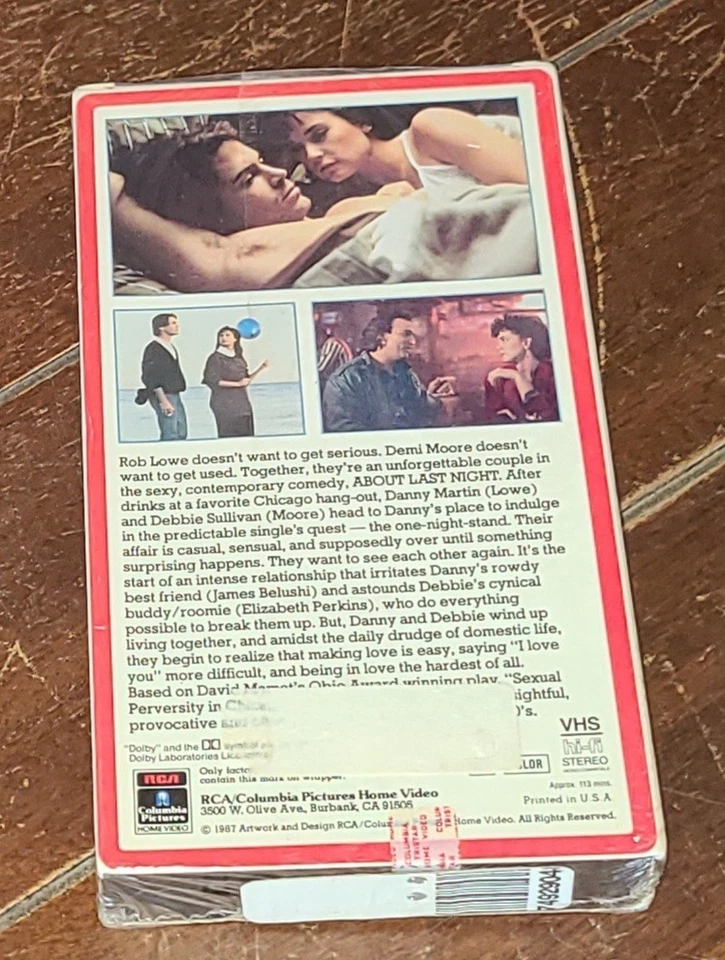 Rob Lowe doesn't want to get serious. Demi Moore doesn't
want to get used. Together, they're an unforgettable couple in
the sexy, contemporary comedy, ABOUT LAST NIGHT. After
drinks at a favorite Chicago hang-out, Danny Martin (Lowe)
and Debbie Sullivan (Moore) head to Danny's place to indulge
in the predictable single's quest — the one-night-stand. Their
affair is casual, sensual, and supposedly over until something
surprising happens. They want to see each other again. It's the
start of an intense relationship that irritates Danny's rowdy
best friend (James Belushi) and astounds Debbie's cynical
buddy/roomie (Elizabeth Perkins), who do everything
possible to break them up. But, Danny and Debbie wind up
living together, and amidst the daily drudge of domestic life,
they begin to realize that making love is easy, saying "I love
you" more difficult, and being in love the hardest of all.
Based on David Mamet's Obie Award winning play, "Sexual
Perversity in ightful,
provocative )'s.
"Dolby" and the symbol
Dolby Laboratories
VHS
hi-fi
STEREO
LOR
Only
contain this mark on wrapper.
Approx. 113 mins.
Printed in U.S.A.
RCA
Columbia
Pictures
HOME VIDEO
RCA/Columbia Pictures Home Video
3500 W. Olive Ave., Burbank, CA 91505
© 1987 Artwork and Design RCA/Colu Home Video. All Rights Reserved.
COLUMBIA
TRISTAR
HOME VIDEO
7492904